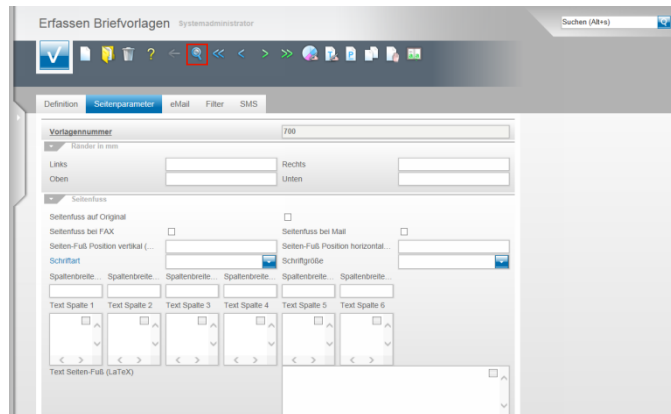 Erfassen Briefvorlagen Systemadministrator
Suchen (Alt+s)
Definition Seitenparameter eMail Filter SMS
Vorlagennummer 780
Ränder in mm
Links Rechts
Oben Unten
Seitenfuss
Seitenfuss auf Original
Seitenfuss bei FAX Seitenfuss bei Mail
Seiten-Fuß Position vertikal (... Seiten-Fuß Position horizontal...
Schriftart Schriftgröße
Spaltenbreite... Spaltenbreite... Spaltenbreite... Spaltenbreite... Spaltenbreite... Spaltenbreite...
Text Spalte 1 Text Spalte 2 Text Spalte 3 Text Spalte 4 Text Spalte 5 Text Spalte 6
Text Seiten-Fuß (LaTeX)